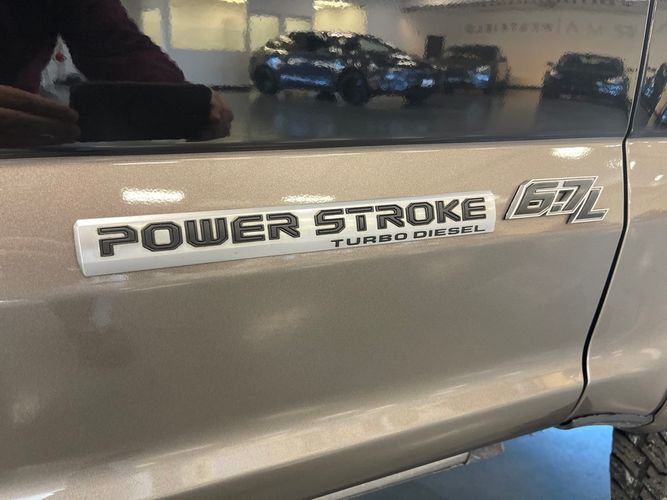 POWER STROKE
TURBO DIESEL
6.7L